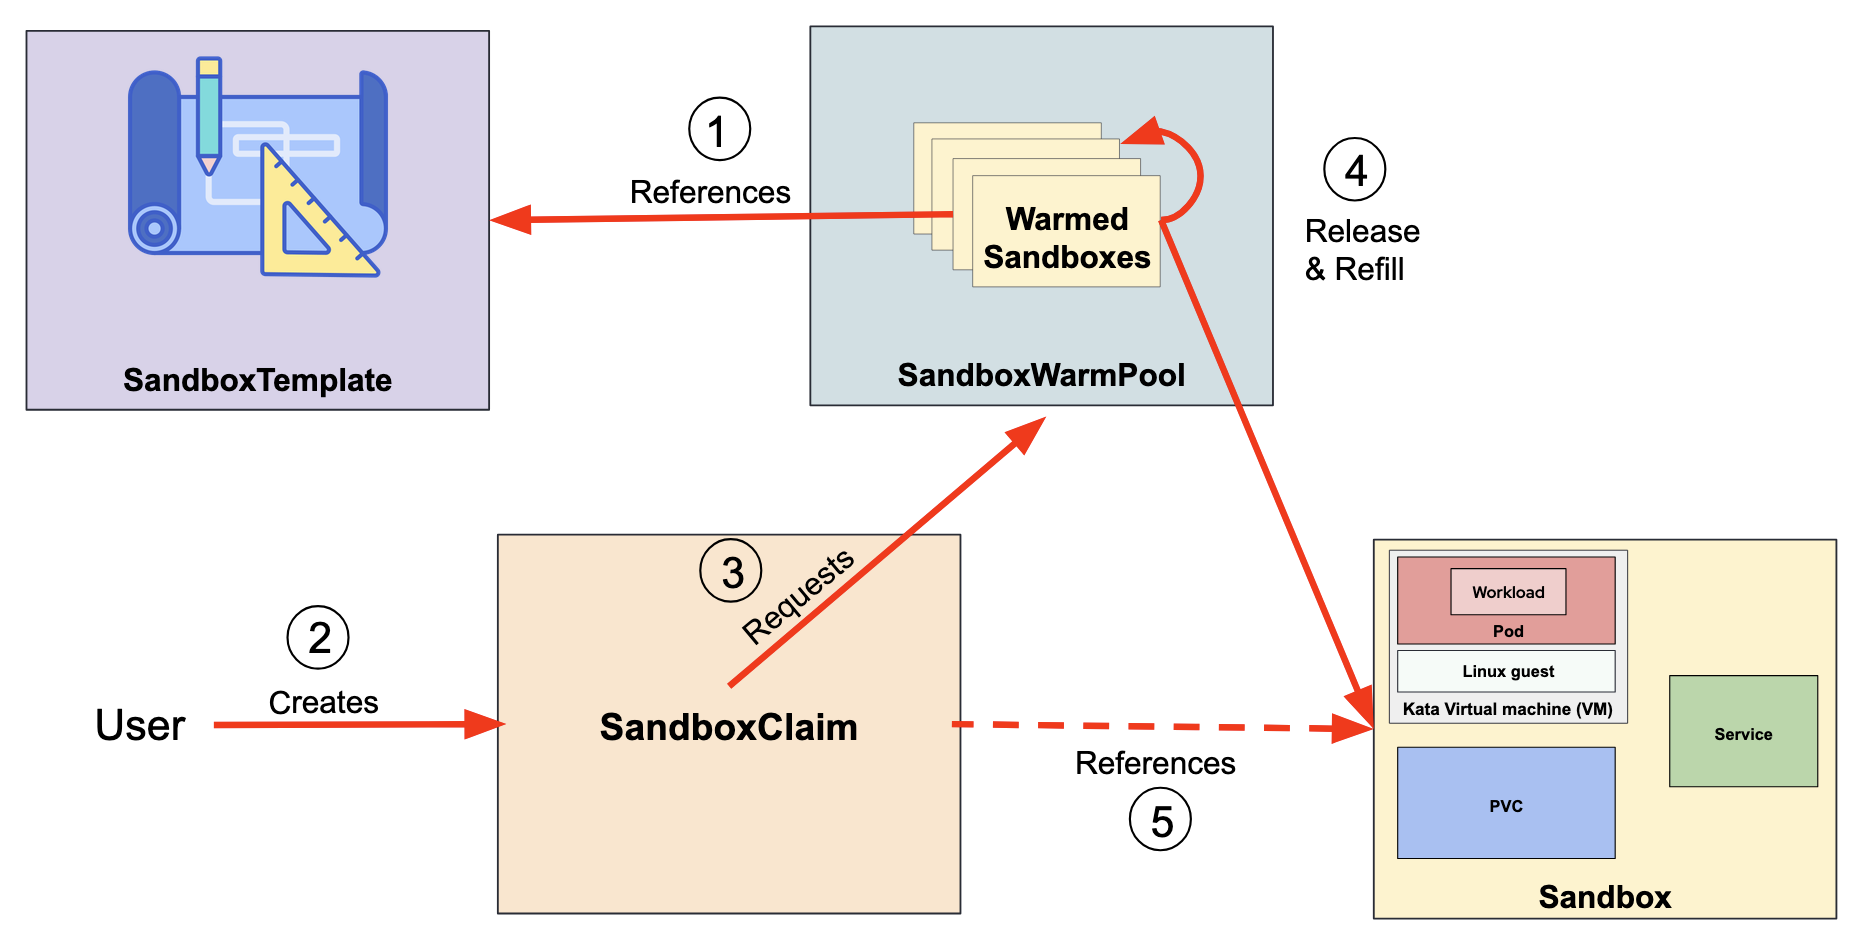 1
References
SandboxTemplate
Warmed
Sandboxes
SandboxWarmPool
4
Release
& Refill
2
Creates
User
3
Requests
SandboxClaim
References
5
Workload
Pod
Linux guest
Kata Virtual machine (VM)
Service
PVC
Sandbox